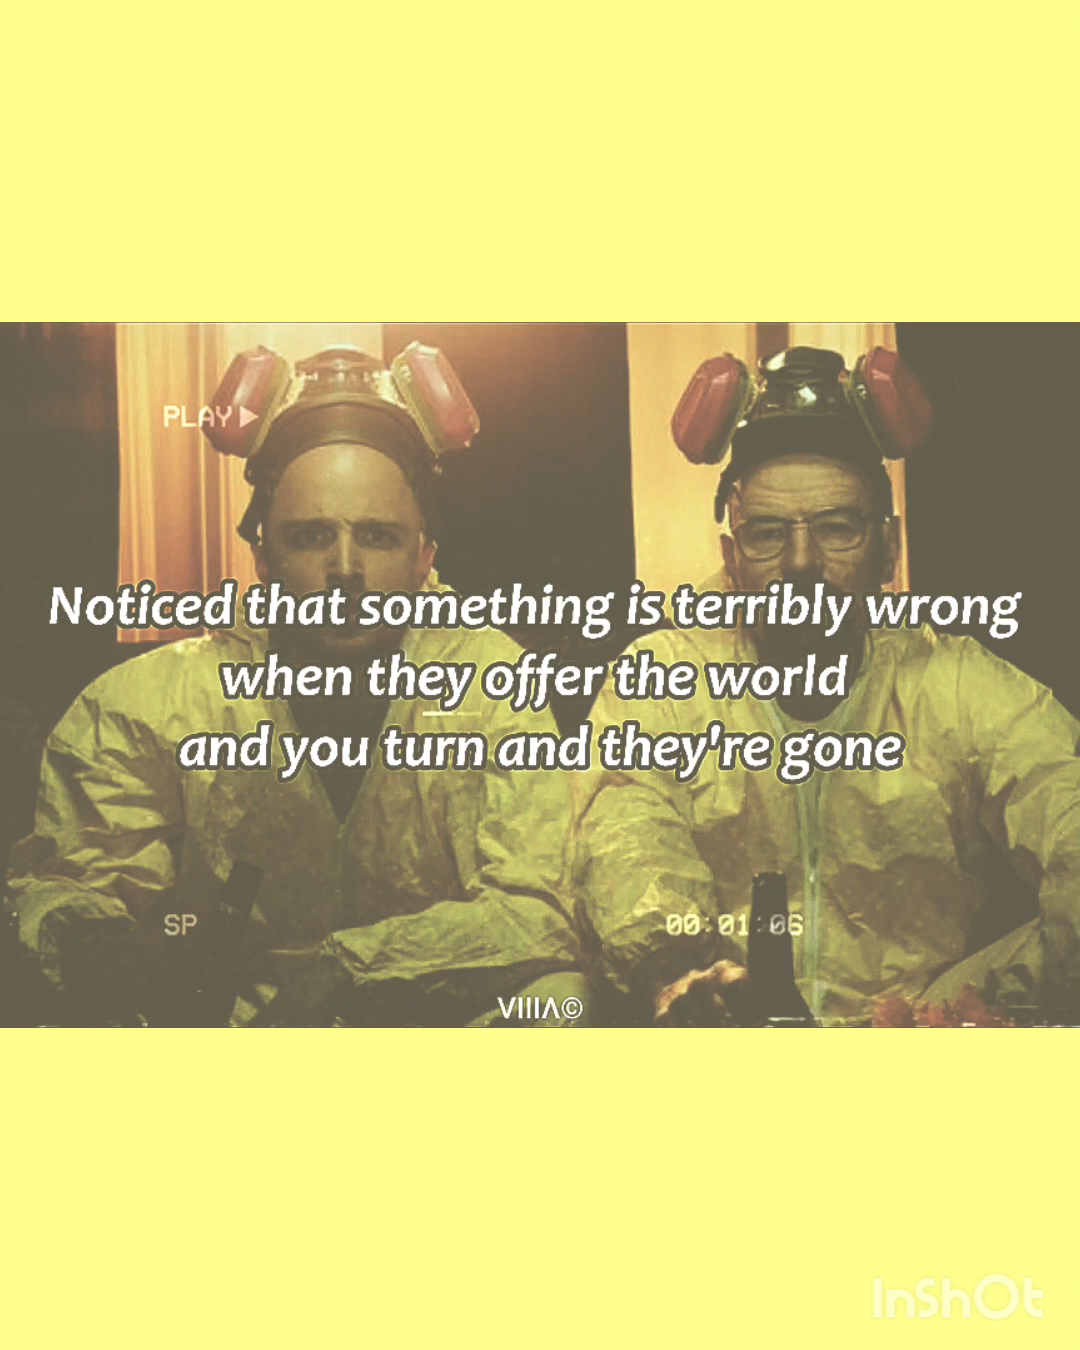 PLAY
Noticed that something is terribly wrong
when they offer the world
and you turn and they're gone
SP
00:01:06
VIIIΛ©
InShOt